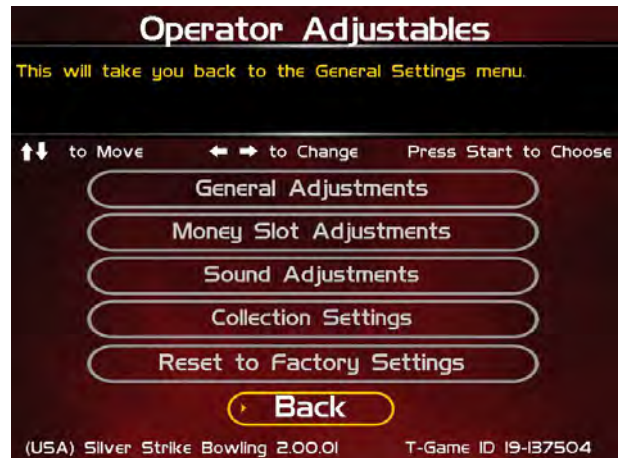 Operator Adjustables
This will take you back to the General Settings menu.
to Move to Change Press Start to Choose
General Adjustments
Money Slot Adjustments
Sound Adjustments
Collection Settings
Reset to Factory Settings
Back
(USA) Silver Strike Bowling 2.00.01 T-Game ID 19-137504